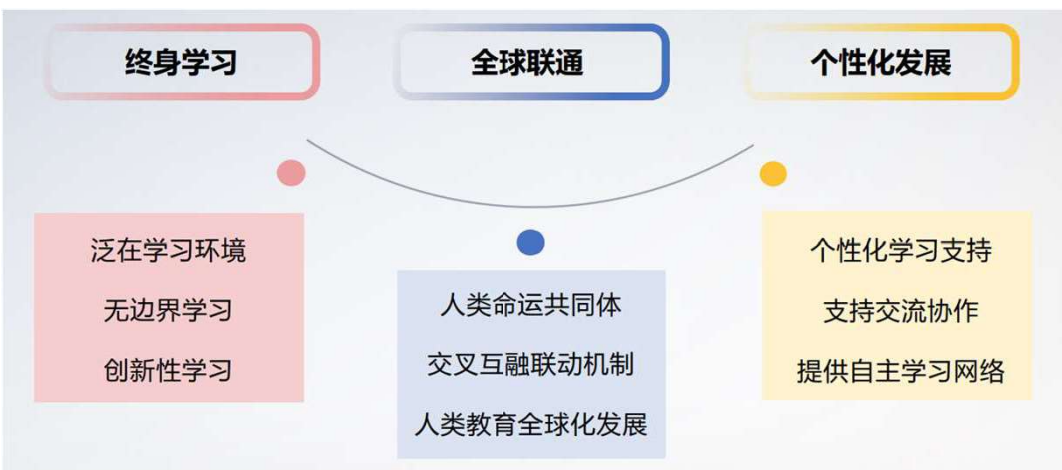 终身学习
全球联通
个性化发展
泛在学习环境
无边界学习
创新性学习
人类命运共同体
交叉互融联动机制
人类教育全球化发展
个性化学习支持
支持交流协作
提供自主学习网络